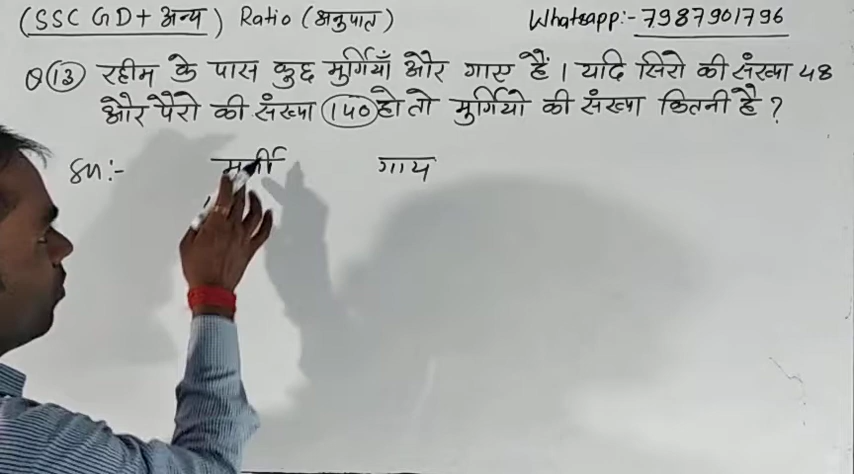 (SSC GD + अन्य) Ratio (अनुपात) Whatsapp:- 7987901796
Q(13) रहीम के पास कुछ मुर्गियाँ और गाए हैं । यदि सिरो की संख्या 48
और पैरो की संख्या 140 हो तो मुर्गियो की संख्या कितनी है ?
Sn:- मुर्गी गाय